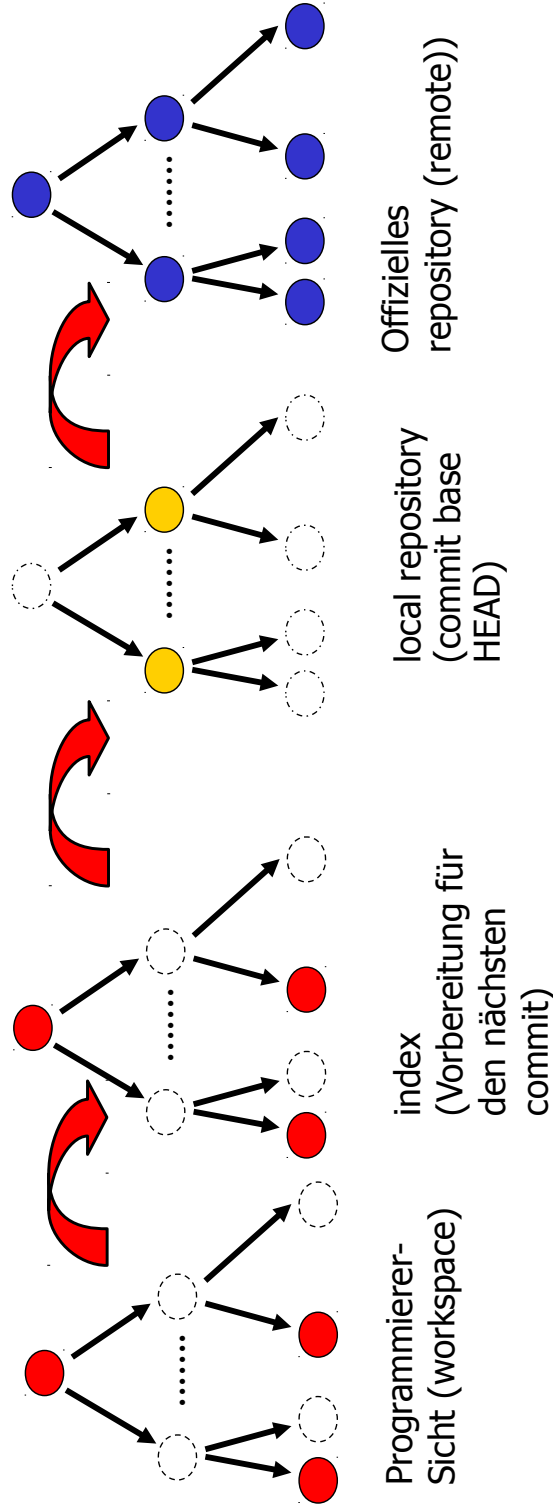 Programmierer-
Sicht (workspace)
index
(Vorbereitung für
den nächsten
commit)
local repository
(commit base
HEAD)
Offizielles
repository (remote))